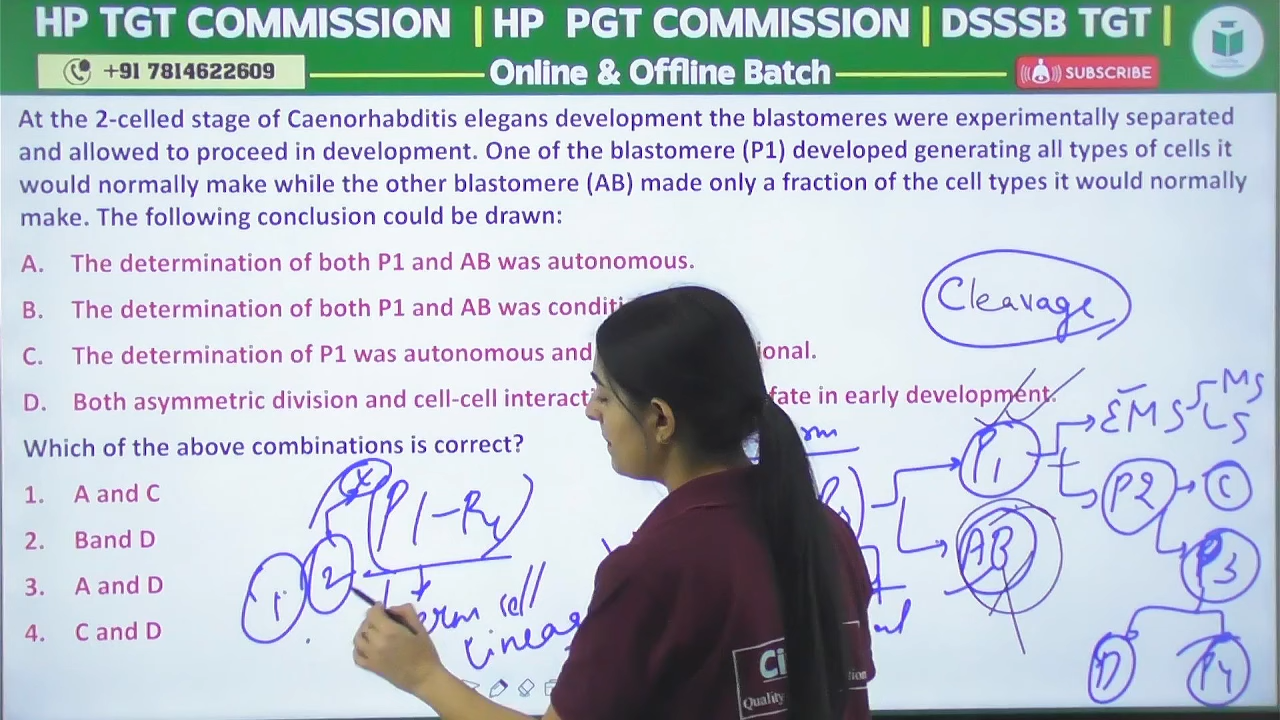 HP TGT COMMISSION | HP PGT COMMISSION | DSSSB TGT |
+91 7814622609
Online & Offline Batch
SUBSCRIBE
At the 2-celled stage of Caenorhabditis elegans development the blastomeres were experimentally separated
and allowed to proceed in development. One of the blastomere (P1) developed generating all types of cells it
would normally make while the other blastomere (AB) made only a fraction of the cell types it would normally
make. The following conclusion could be drawn:
A. The determination of both P1 and AB was autonomous.
B. The determination of both P1 and AB was
C. The determination of P1 was autonomous and
D. Both asymmetric division and cell-cell fate in early development.
Which of the above combinations is correct?
1. A and C
2. Band D
3. A and D
4. C and D
Cleavage
P1
EMS
MS
AB
P2
C
P3
D
P4
1
2
cell
Ci
Quality